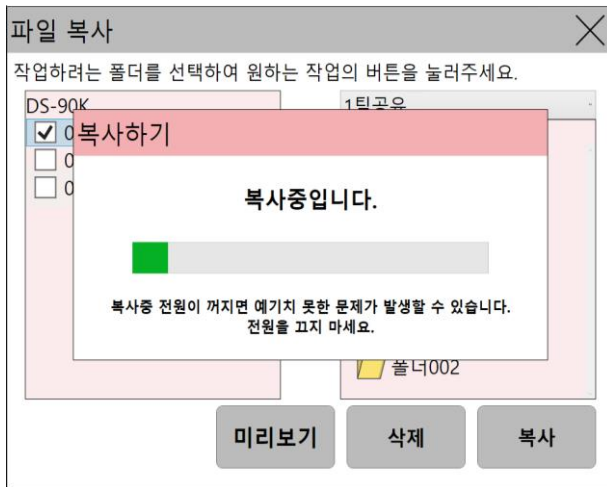 파일 복사
작업하려는 폴더를 선택하여 원하는 작업의 버튼을 눌러주세요.
DS-90K
1팀공유
0
0
0
복사하기
복사중입니다.
복사중 전원이 꺼지면 예기치 못한 문제가 발생할 수 있습니다.
전원을 끄지 마세요.
폴더002
미리보기
삭제
복사